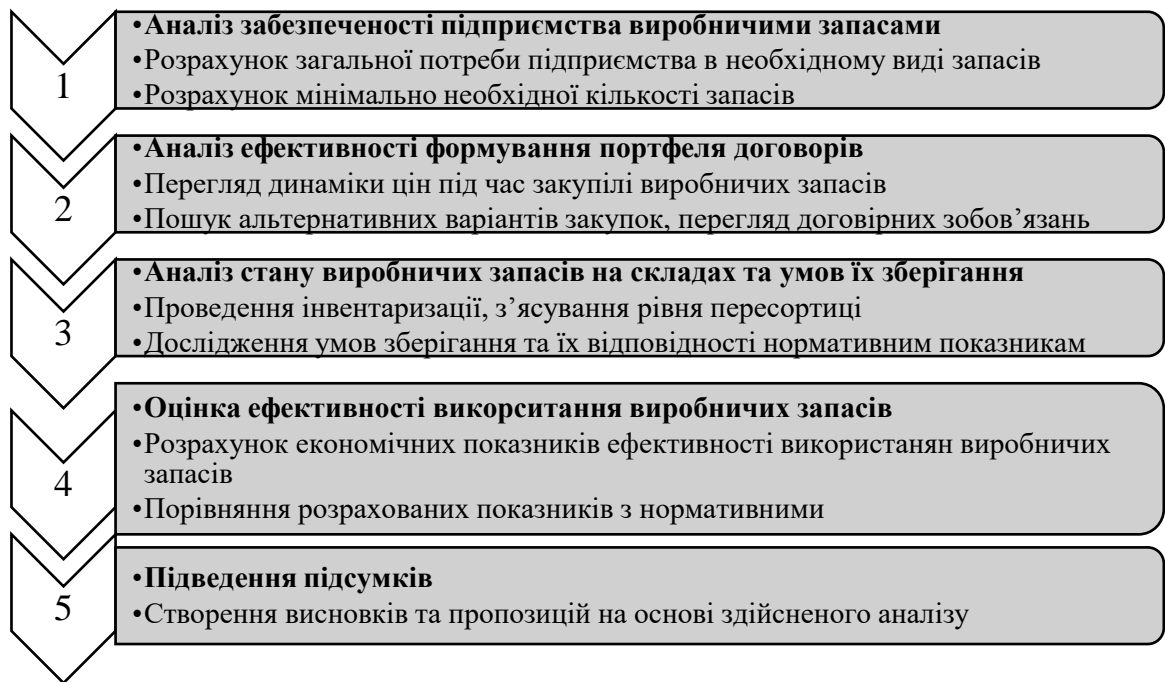 1
•Аналіз забезпеченості підприємства виробничими запасами
•Розрахунок загальної потреби підприємства в необхідному виді запасів
•Розрахунок мінімально необхідної кількості запасів
2
•Аналіз ефективності формування портфеля договорів
•Перегляд динаміки цін під час закупілі виробничих запасів
•Пошук альтернативних варіантів закупок, перегляд договірних зобов’язань
3
•Аналіз стану виробничих запасів на складах та умов їх зберігання
•Проведення інвентаризації, з’ясування рівня пересортиці
•Дослідження умов зберігання та їх відповідності нормативним показникам
4
•Оцінка ефективності викорситання виробничих запасів
•Розрахунок економічних показників ефективності використанян виробничих
запасів
•Порівняння розрахованих показників з нормативними
5
•Підведення підсумків
•Створення висновків та пропозицій на основі здійсненого аналізу